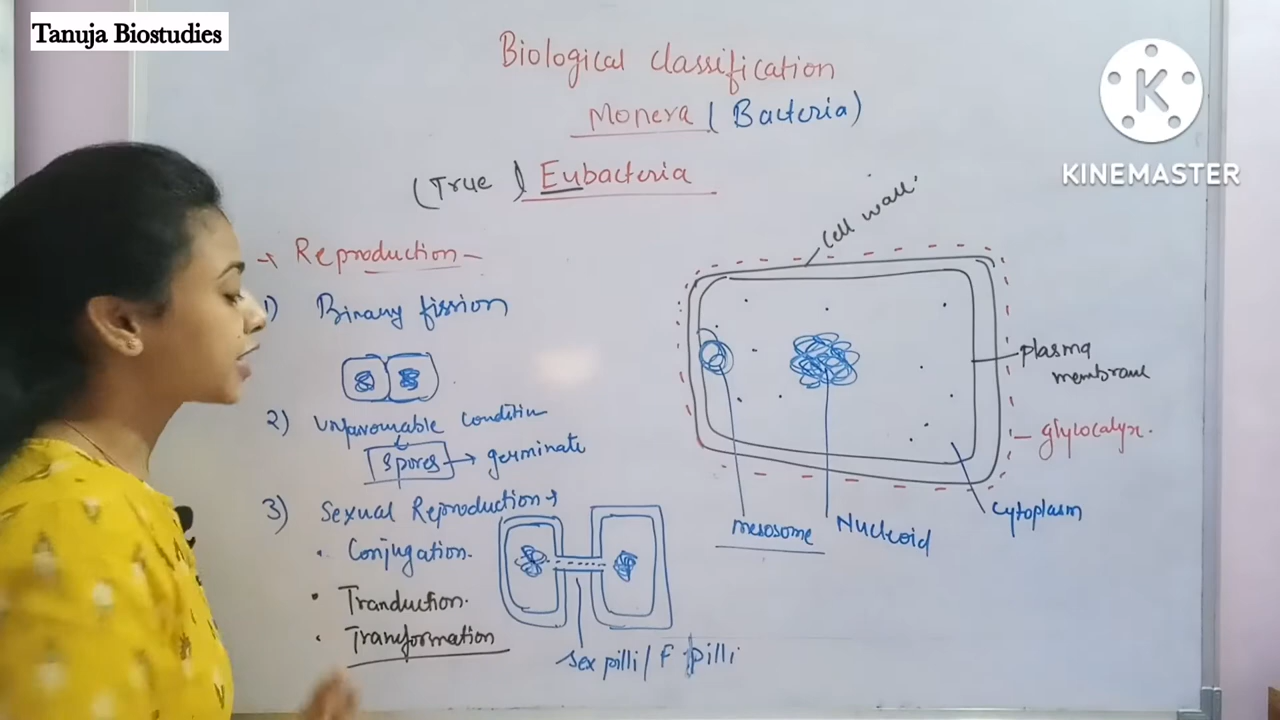 Tanuja Biostudies
K
KINEMASTER
Biological classification
Monera (Bacteria)
(True) Eubacteria
→ Reproduction -
1) Binary fission
2) Unfavourable condition
Spores → germinate
3) Sexual Reproduction →
• Conjugation.
• Tranduction.
• Transformation
sex pilli / F pilli
cell wall
plasma
membrane
glycocalyx.
cytoplasm
mesosome
Nucleoid